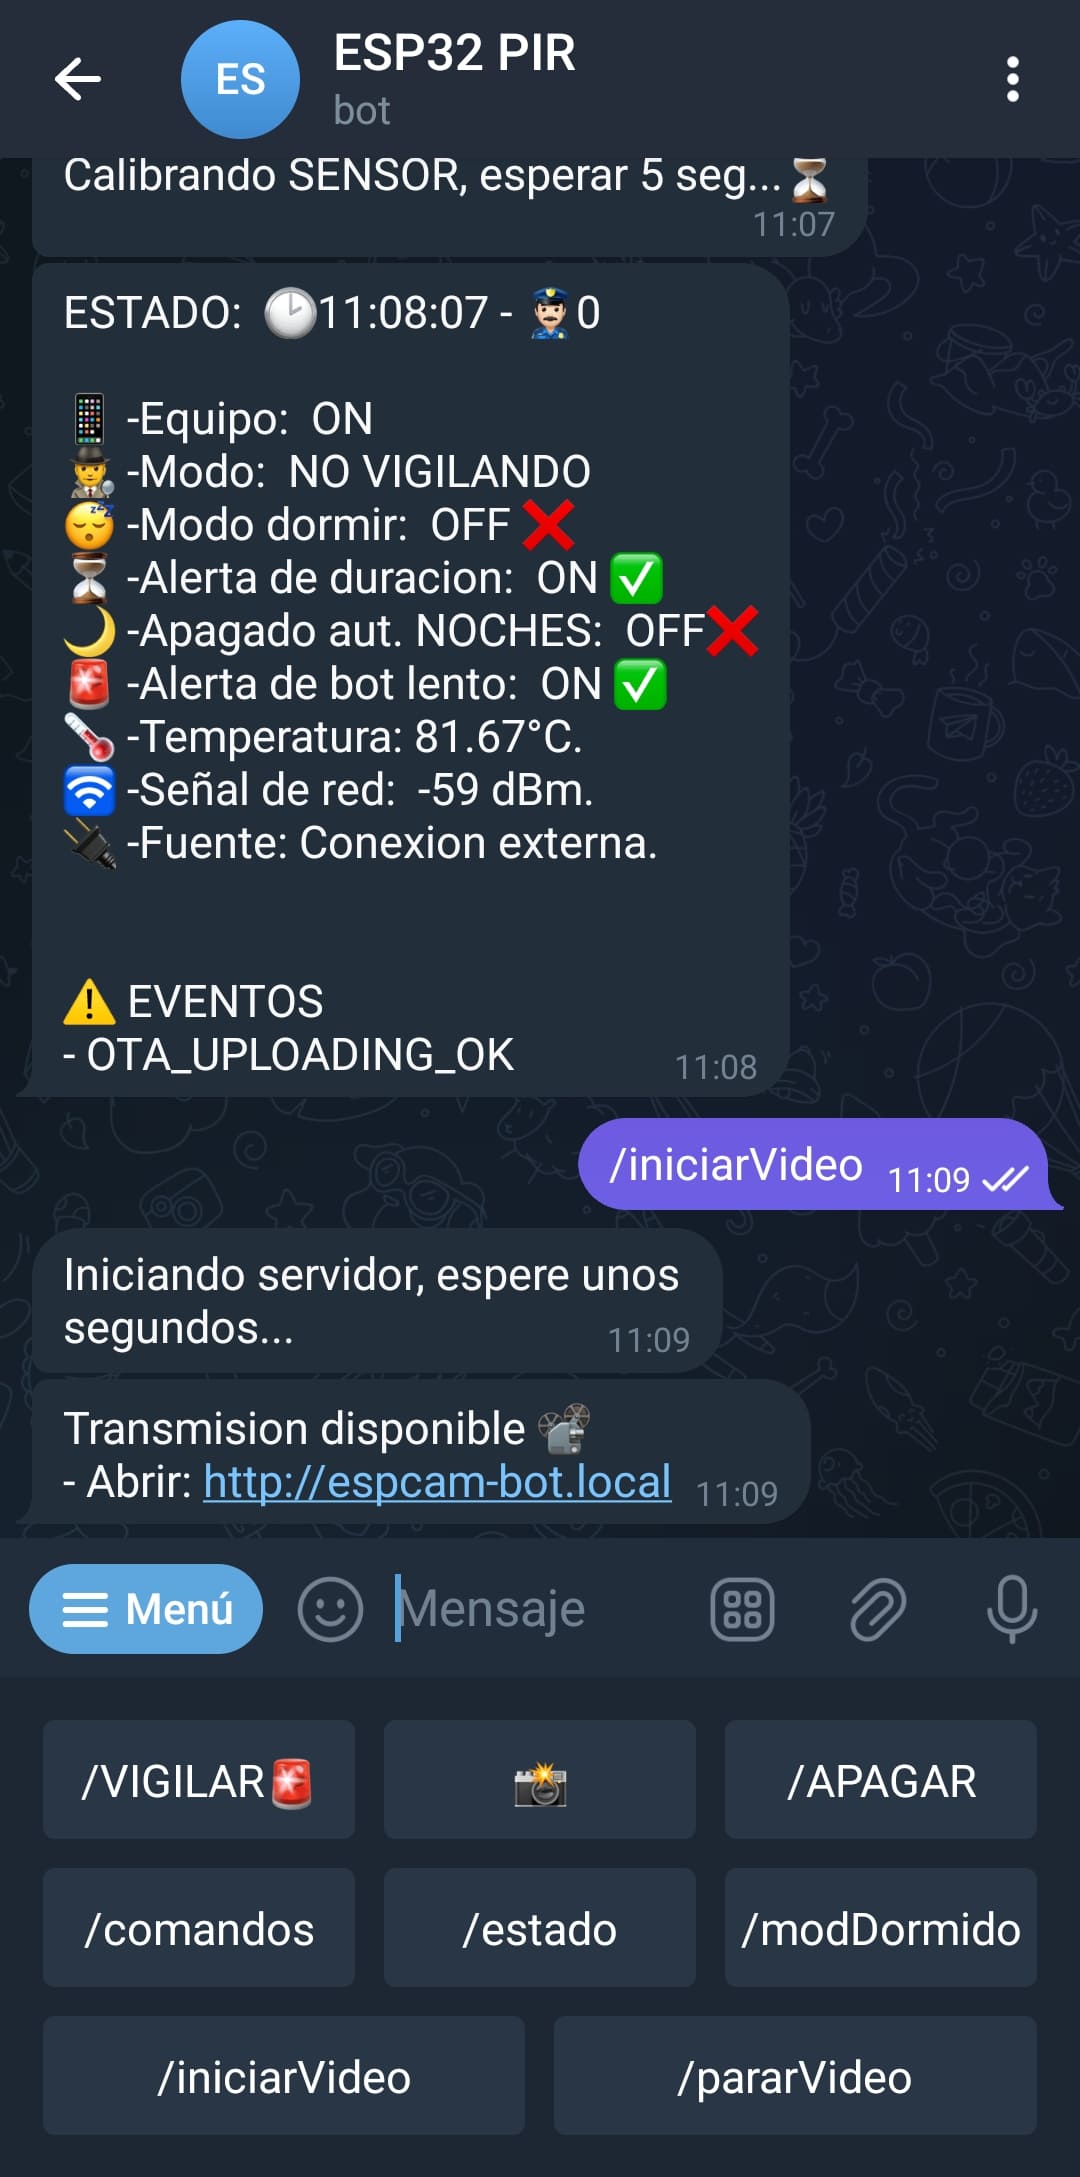 ES
ESP32 PIR
bot
Calibrando SENSOR, esperar 5 seg...⏳
11:07
ESTADO: 🕑11:08:07 - 👮🏻‍♂️0
📱 -Equipo: ON
🕵️‍♂️ -Modo: NO VIGILANDO
😴 -Modo dormir: OFF❌
⏳ -Alerta de duracion: ON✅
🌙 -Apagado aut. NOCHES: OFF❌
🚨 -Alerta de bot lento: ON✅
🌡️ -Temperatura: 81.67°C.
🛜 -Señal de red: -59 dBm.
🔌 -Fuente: Conexion externa.
⚠️ EVENTOS
- OTA_UPLOADING_OK
11:08
/iniciarVideo 11:09
Iniciando servidor, espere unos
segundos...
11:09
Transmision disponible 📽️
- Abrir: http://espcam-bot.local
11:09
Menú Mensaje
/VIGILAR🚨 📸 /APAGAR
/comandos /estado /modDormido
/iniciarVideo /pararVideo